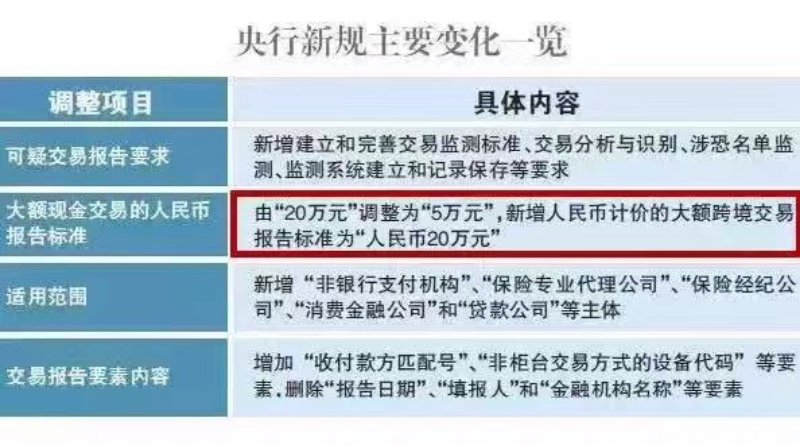 央行新规主要变化一览
调整项目
具体内容
可疑交易报告要求
新增建立和完善交易监测标准、交易分析与识别、涉恐名单监
测、监测系统建立和记录保存等要求
大额现金交易的人民币
报告标准
由“20万元”调整为“5万元”，新增人民币计价的大额跨境交易
报告标准为“人民币20万元”
适用范围
新增“非银行支付机构”、“保险专业代理公司”、“保险经纪公
司”、“消费金融公司”和“贷款公司”等主体
交易报告要素内容
增加“收付款方匹配号”、“非柜台交易方式的设备代码”等要
素，删除“报告日期”、“填报人”和“金融机构名称”等要素